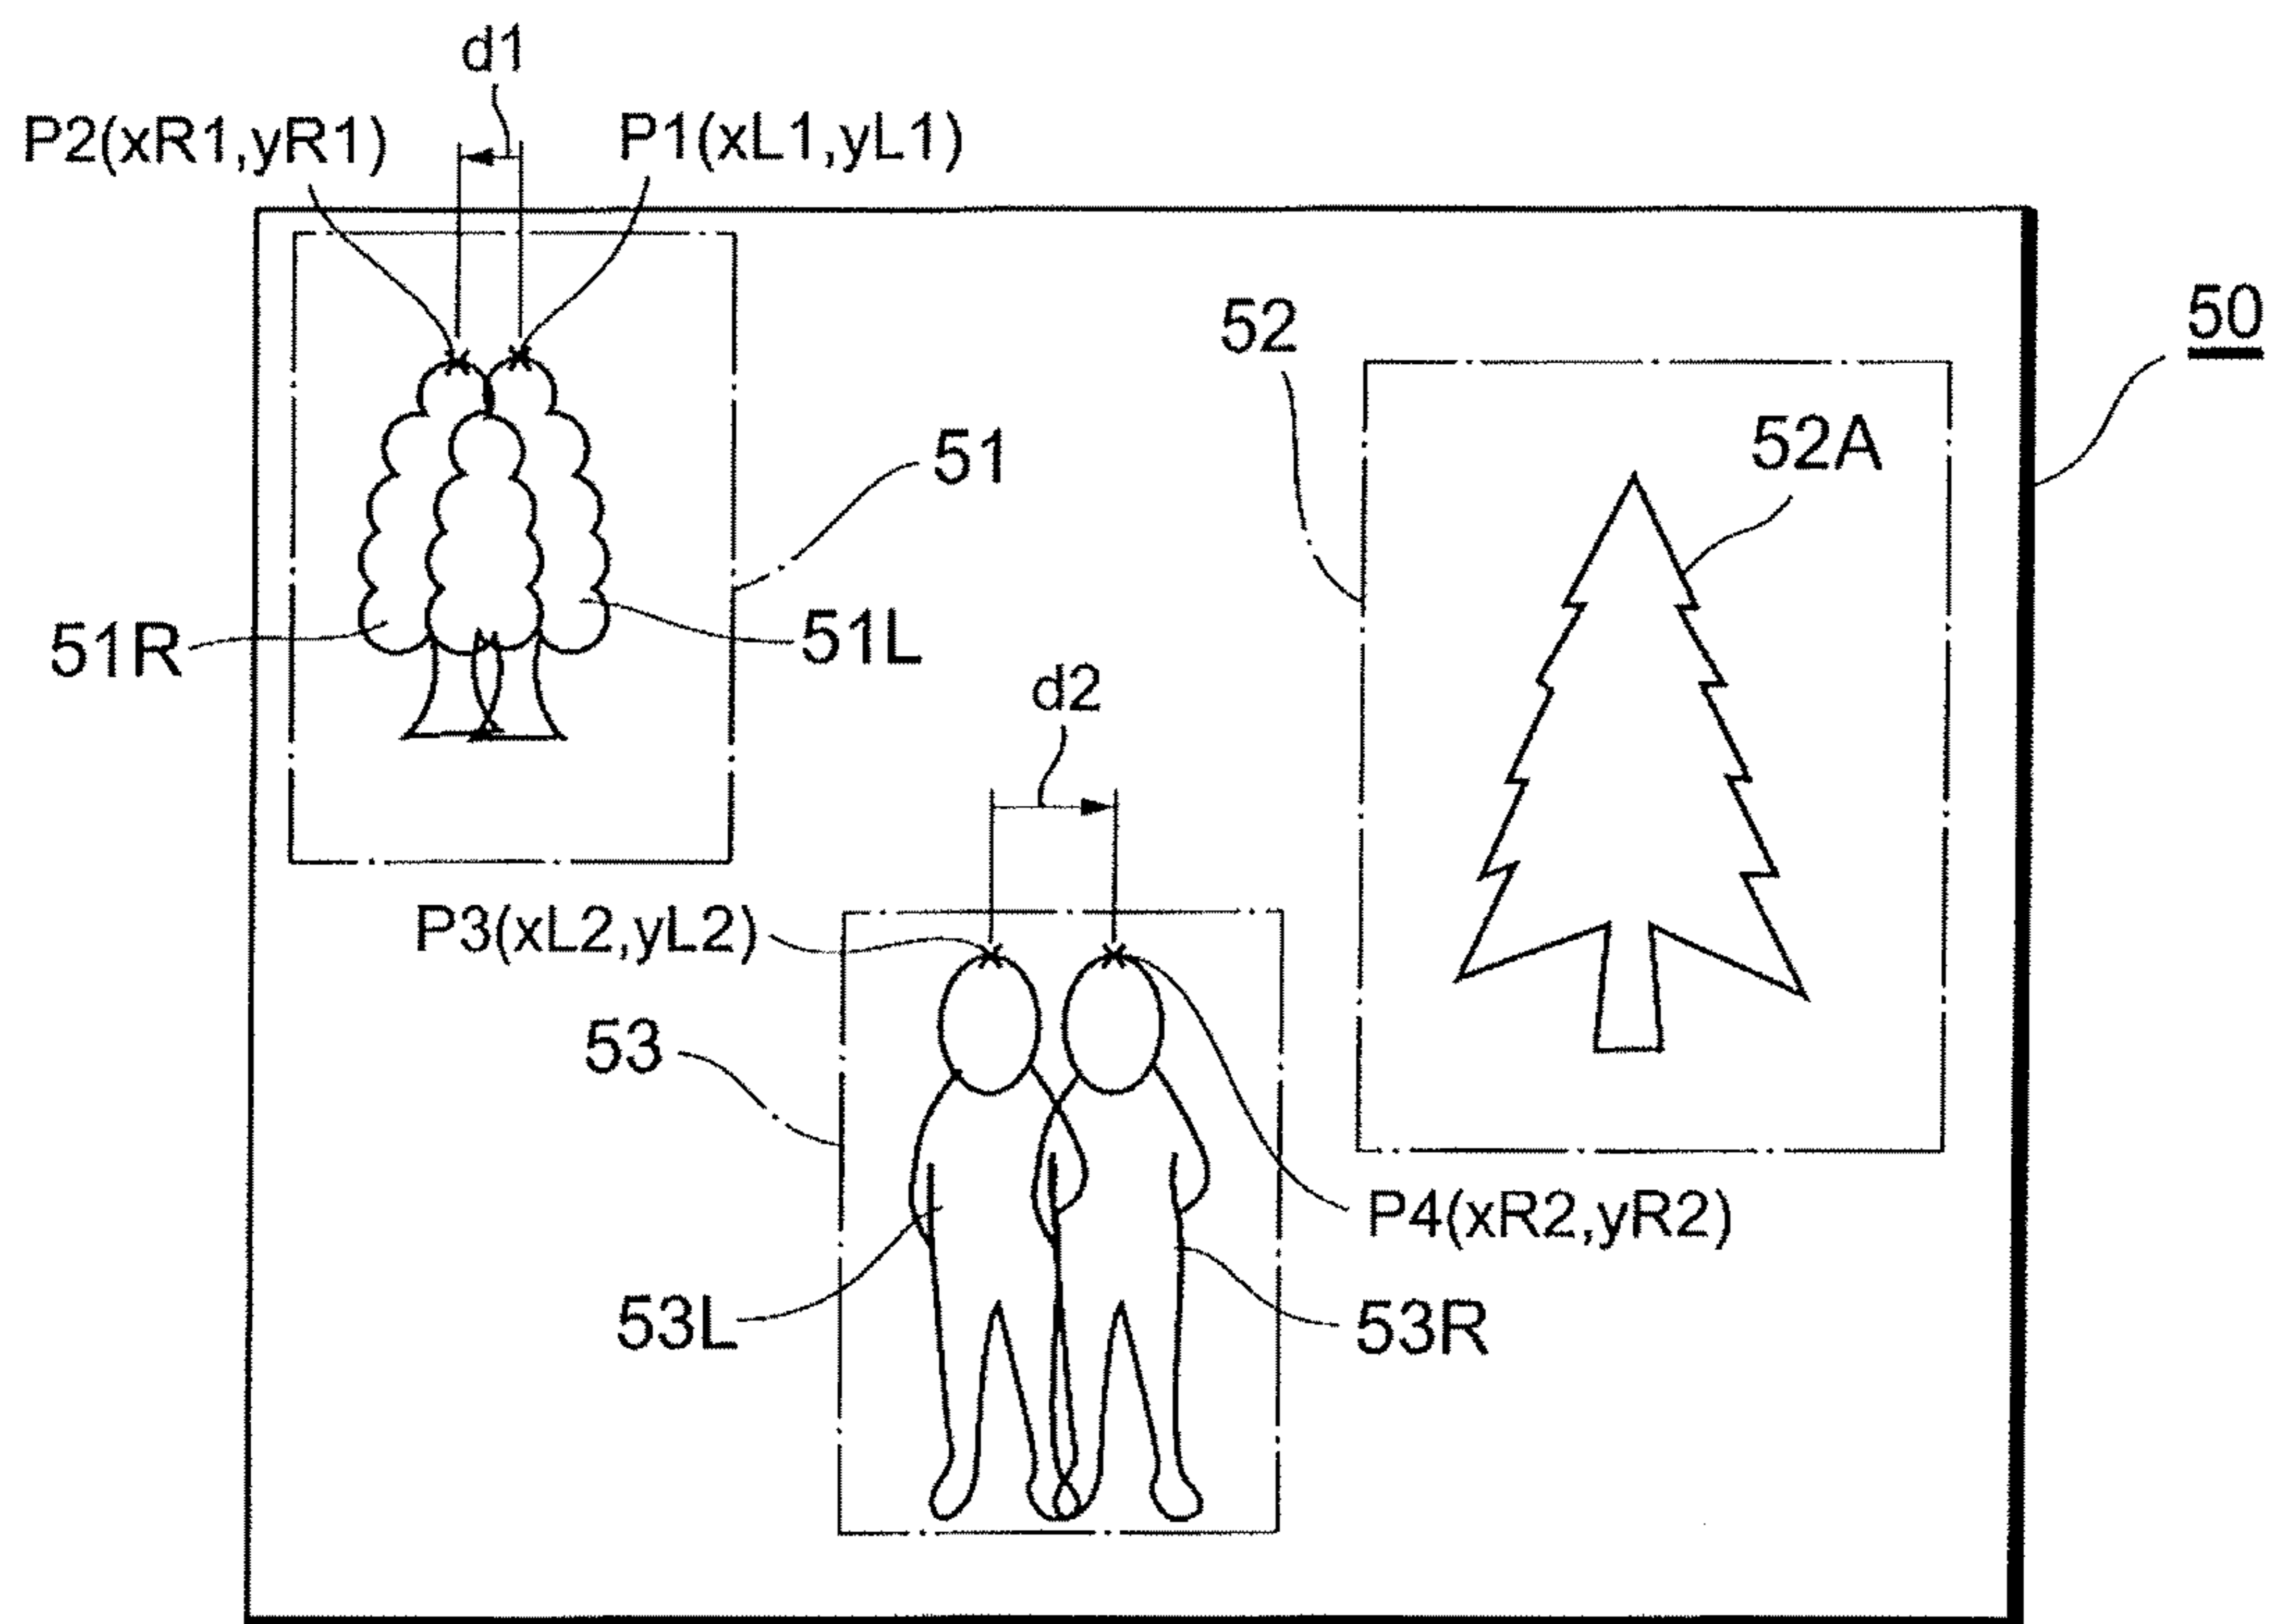 d1
P2(xR1,yR1)
P1(xL1,yL1)
50
52
52A
51
51R
51L
d2
P3(xL2,yL2)
53
P4(xR2,yR2)
53L
53R